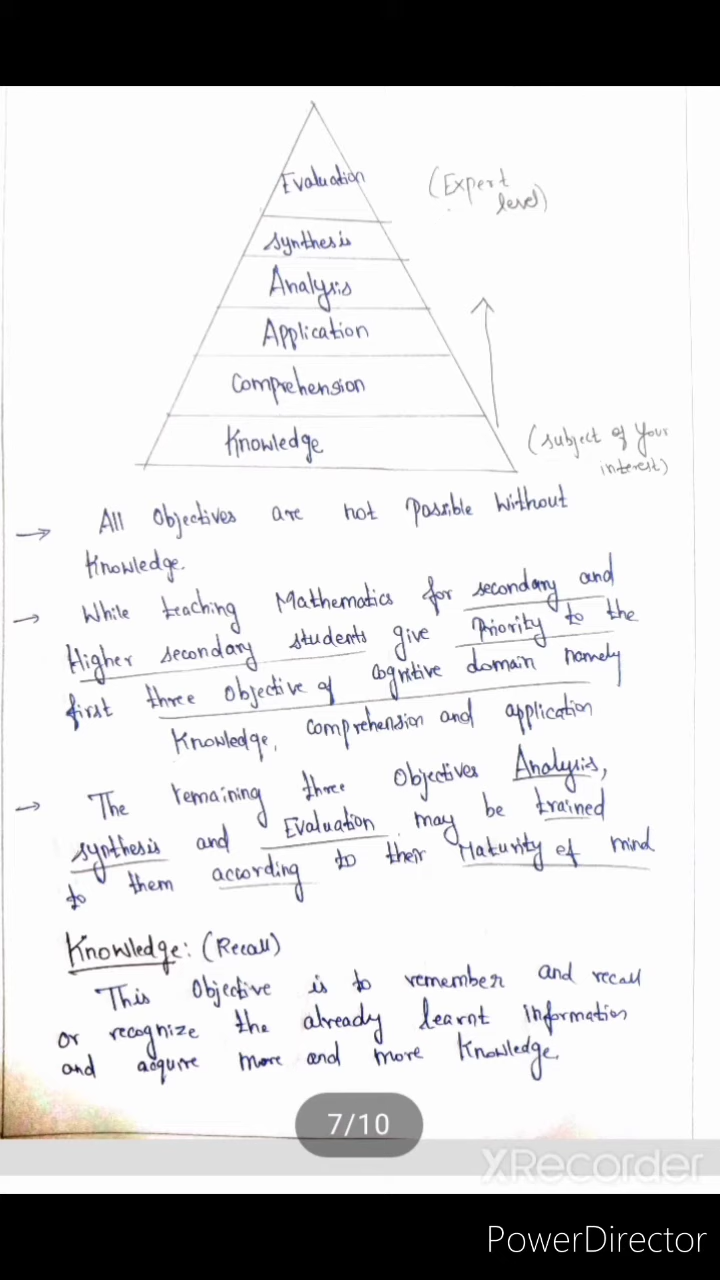 Evaluation
(Expert
level)
synthesis
Analysis
Application
Comprehension
Knowledge
(subject of your
interest)
→ All objectives are not possible without
Knowledge.
→ While teaching Mathematics for secondary and
Higher secondary students give Priority to the
first three objective of cognitive domain namely
Knowledge, comprehension and application
→ The remaining three objectives Analysis,
synthesis and Evaluation may be trained
to them according to their Maturity of mind
Knowledge: (Recall)
This objective is to remember and recall
or recognize the already learnt information
and acquire more and more knowledge.
7/10
XRecorder
PowerDirector